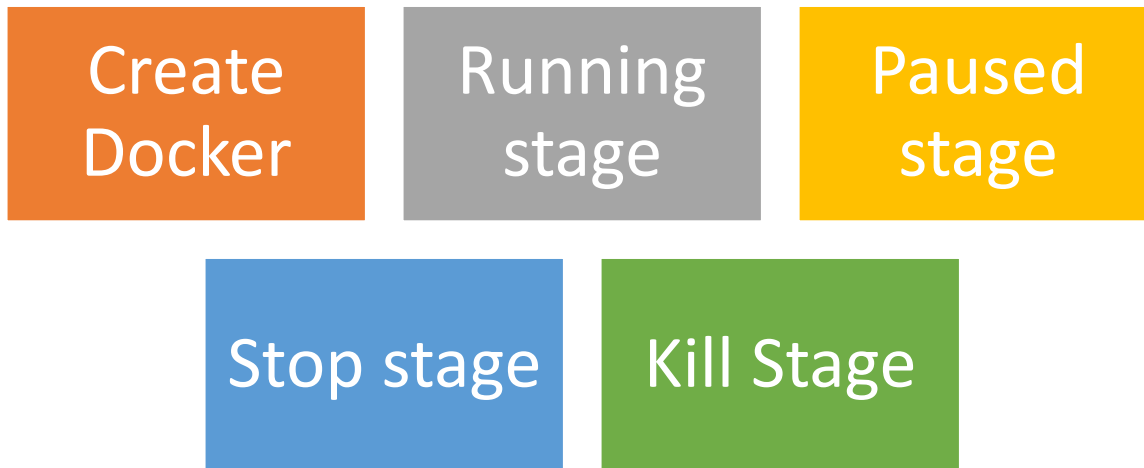 Create
Docker
Running
stage
Paused
stage
Stop stage
Kill Stage